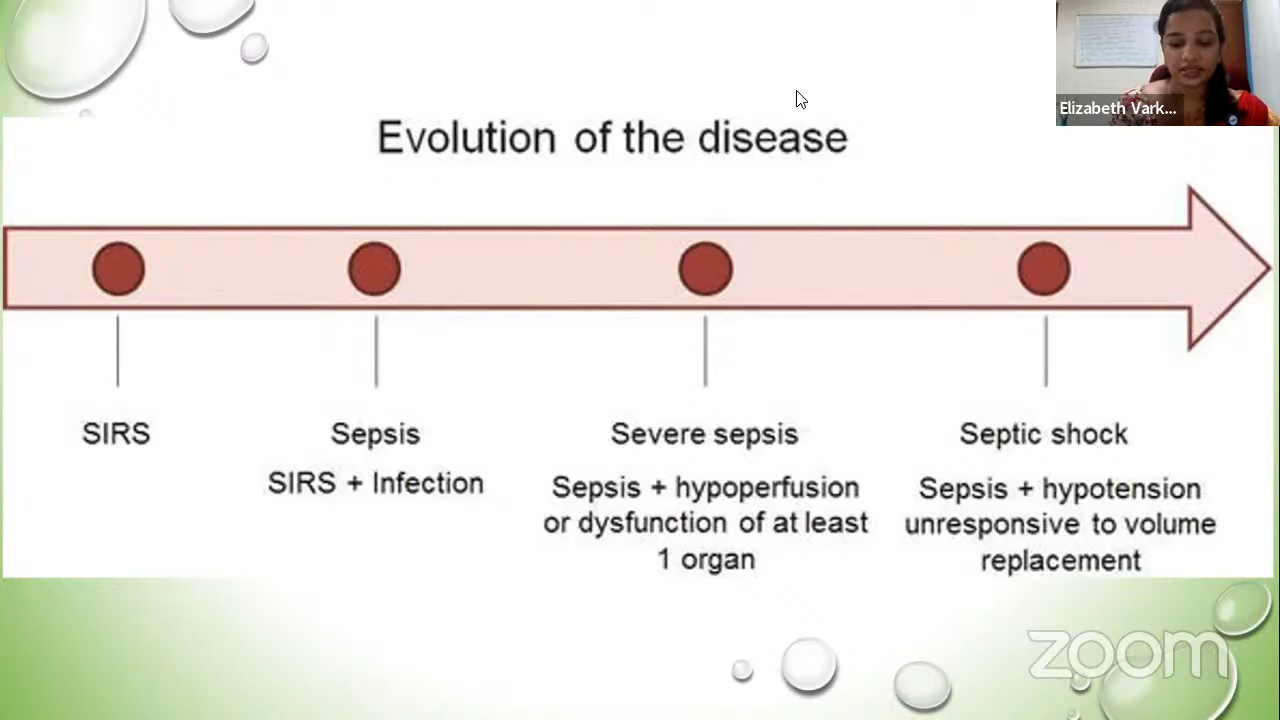 Elizabeth Vark...
Evolution of the disease
SIRS
Sepsis
SIRS + Infection
Severe sepsis
Sepsis + hypoperfusion
or dysfunction of at least
1 organ
Septic shock
Sepsis + hypotension
unresponsive to volume
replacement
zoom